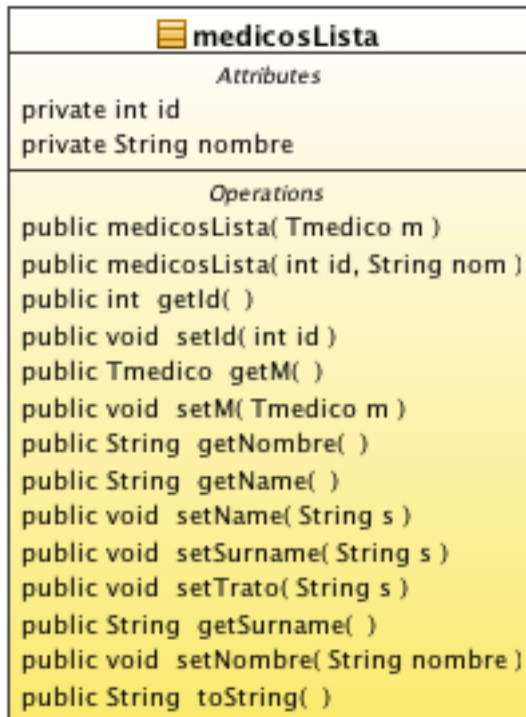 medicosLista
Attributes
private int id
private String nombre
Operations
public medicosLista( Tmedico m )
public medicosLista( int id, String nom )
public int getId( )
public void setId( int id )
public Tmedico getM( )
public void setM( Tmedico m )
public String getNombre( )
public String getName( )
public void setName( String s )
public void setSurname( String s )
public void setTrato( String s )
public String getSurname( )
public void setNombre( String nombre )
public String toString( )